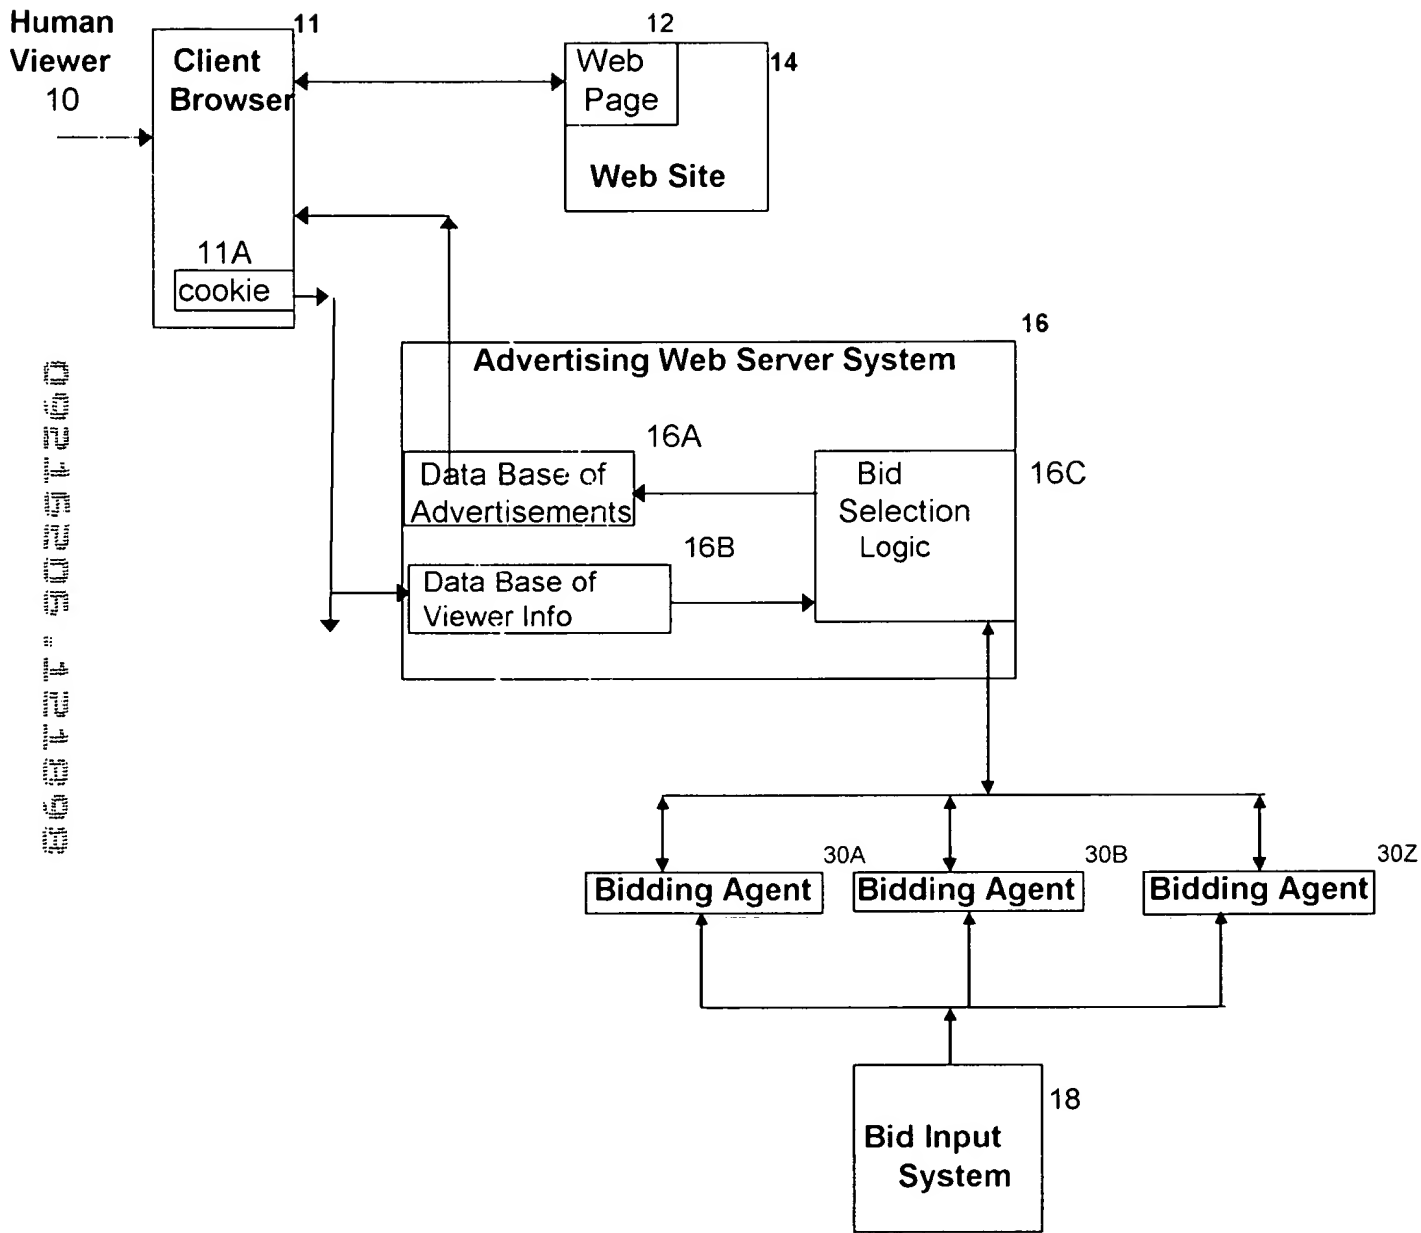 Human
Viewer
10
11
Client
Browser
12
Web
Page
14
Web Site
11A
cookie
16
Advertising Web Server System
16A
Data Base of
Advertisements
Bid
Selection
Logic
16C
16B
Data Base of
Viewer Info
09216206.121898
30A
Bidding Agent
30B
Bidding Agent
30Z
Bidding Agent
18
Bid Input
System